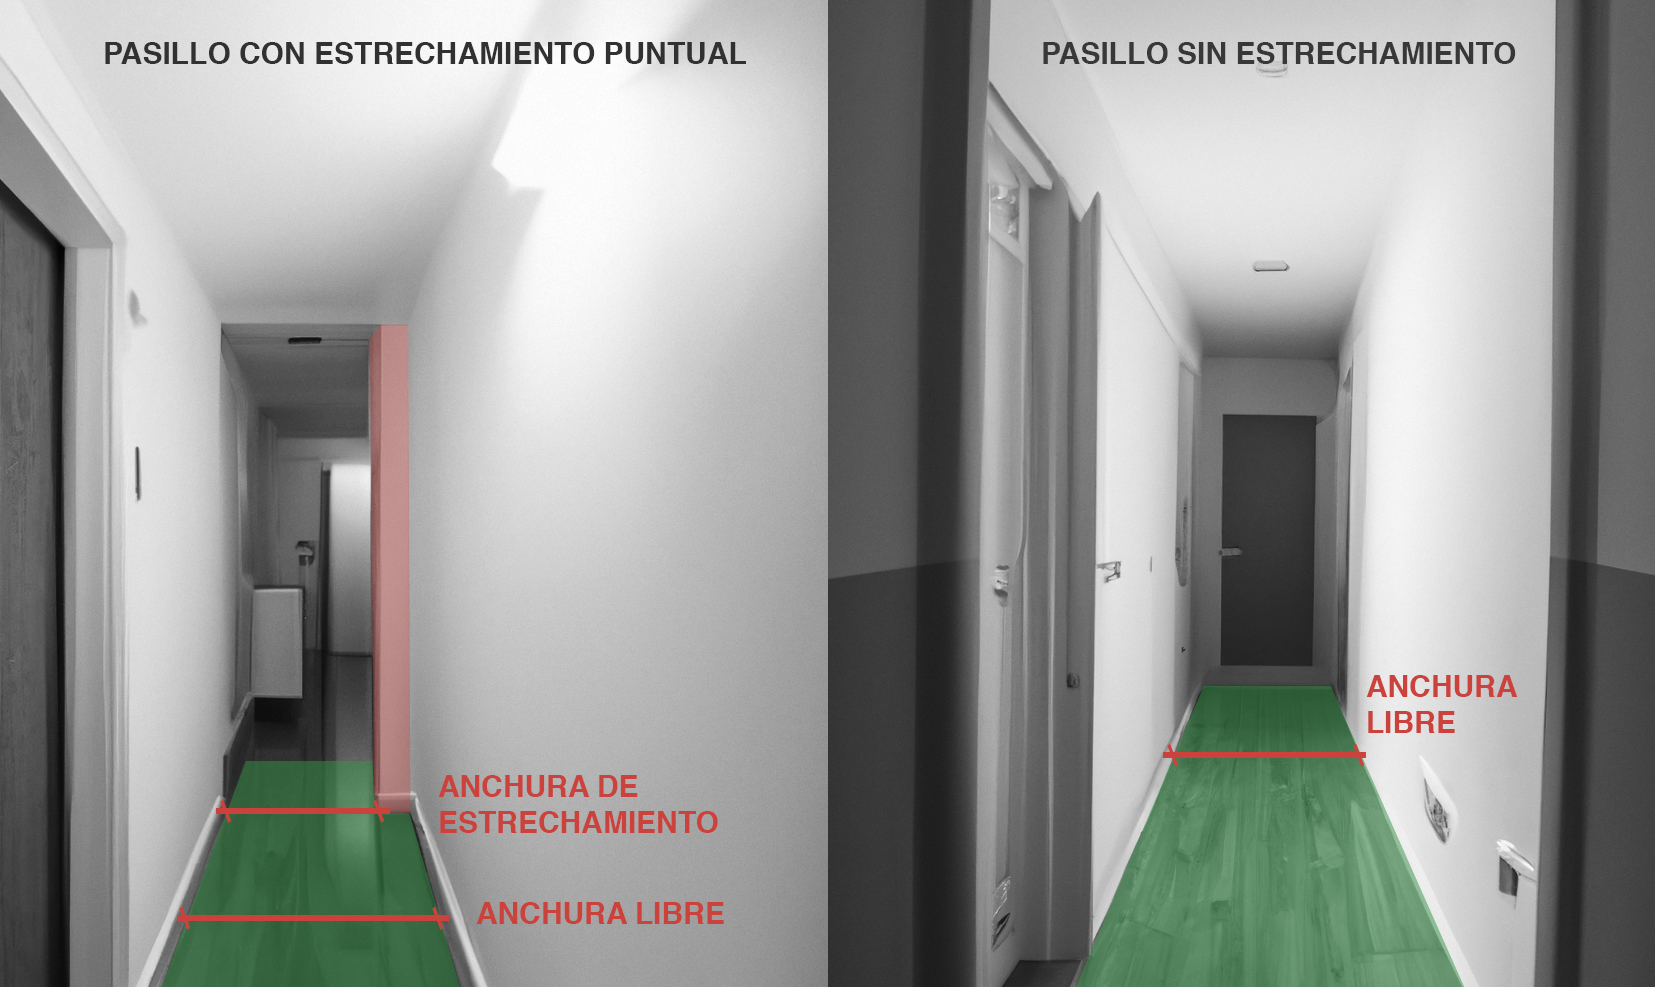 PASILLO CON ESTRECHAMIENTO PUNTUAL
ANCHURA DE
ESTRECHAMIENTO
ANCHURA LIBRE
PASILLO SIN ESTRECHAMIENTO
ANCHURA
LIBRE